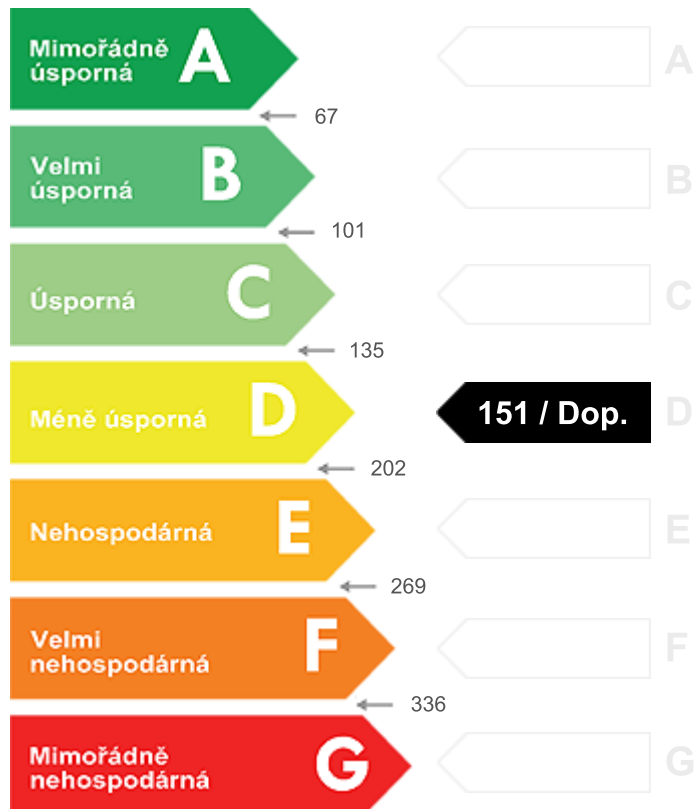 Mimořádně
úsporná
A
A
67
Velmi
úsporná
B
B
101
Úsporná
C
C
135
Méně úsporná
D
151 / Dop.
D
202
Nehospodárná
E
E
269
Velmi
nehospodárná
F
F
336
Mimořádně
nehospodárná
G
G